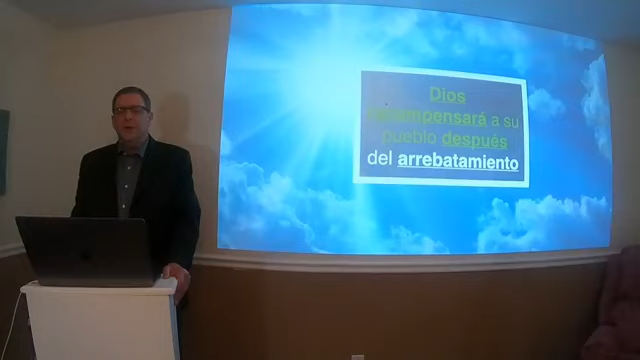 Dios
recompensará a su
pueblo después
del arrebatamiento